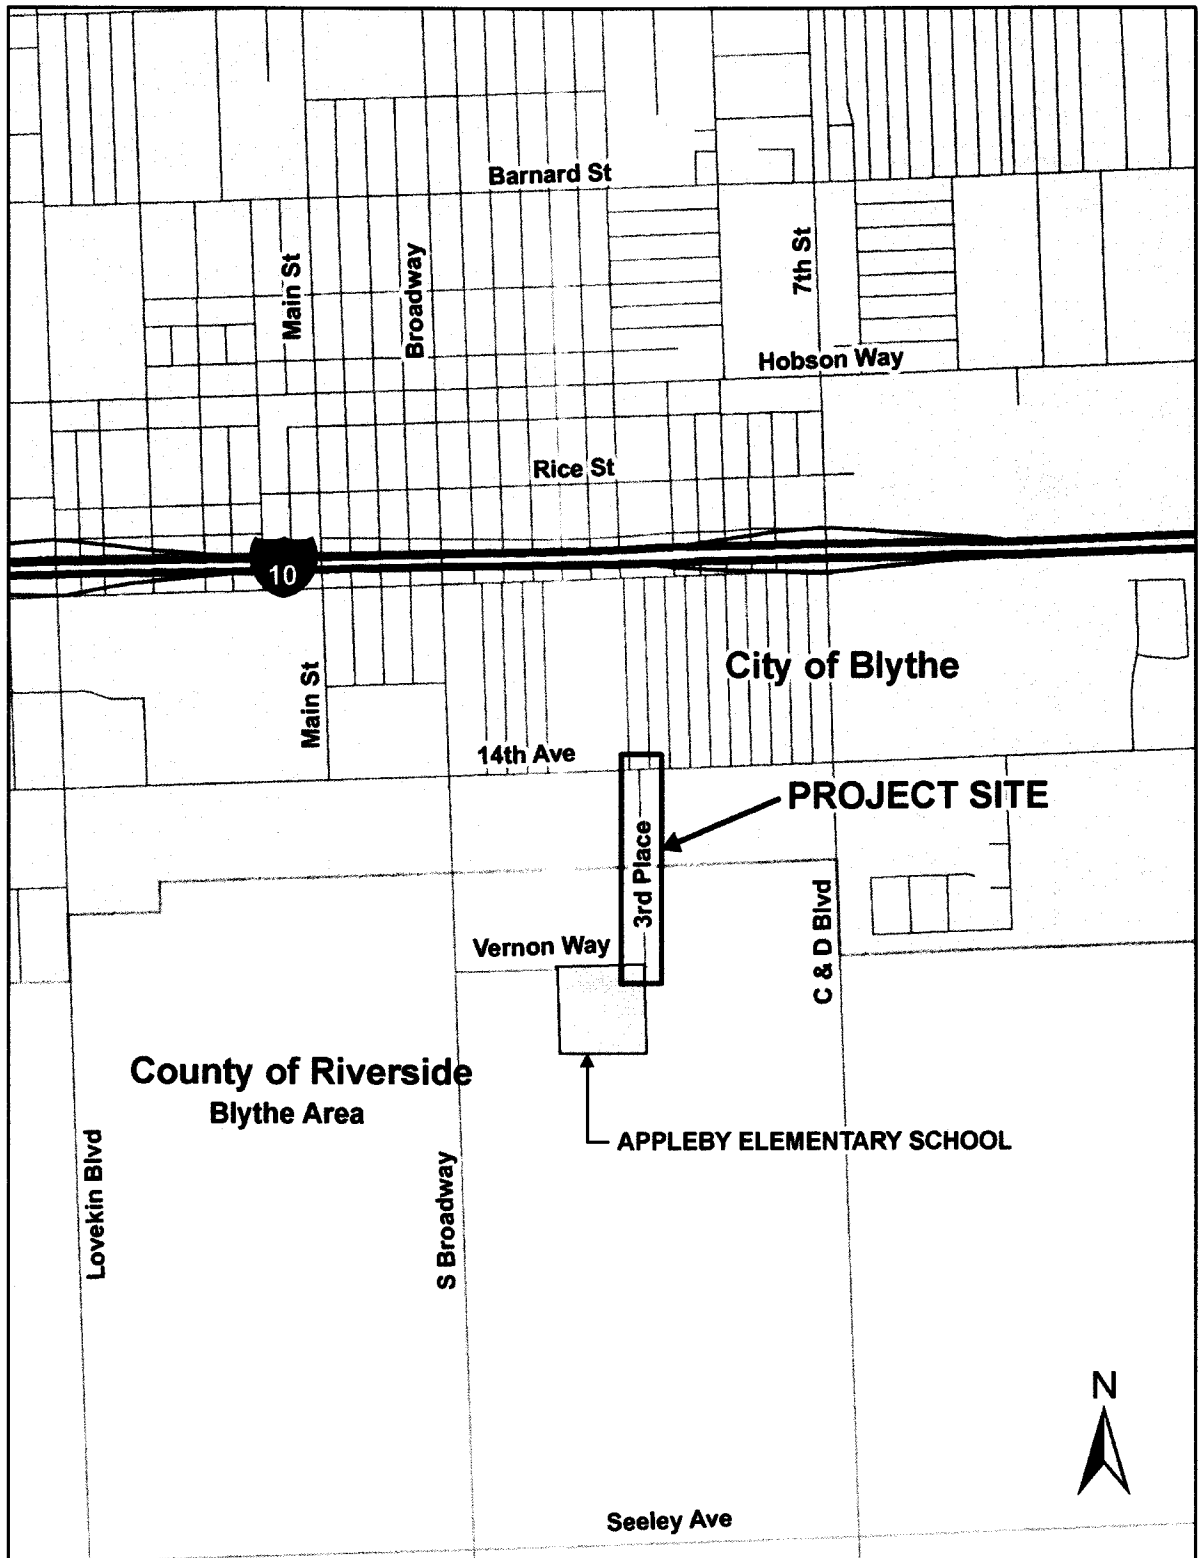 Barnard St
Main St
Broadway
7th St
Hobson Way
Rice St
10
City of Blythe
Main St
14th Ave
PROJECT SITE
3rd Place
C & D Blvd
Vernon Way
County of Riverside
Blythe Area
APPLEBY ELEMENTARY SCHOOL
Lovekin Blvd
S Broadway
N
Seeley Ave